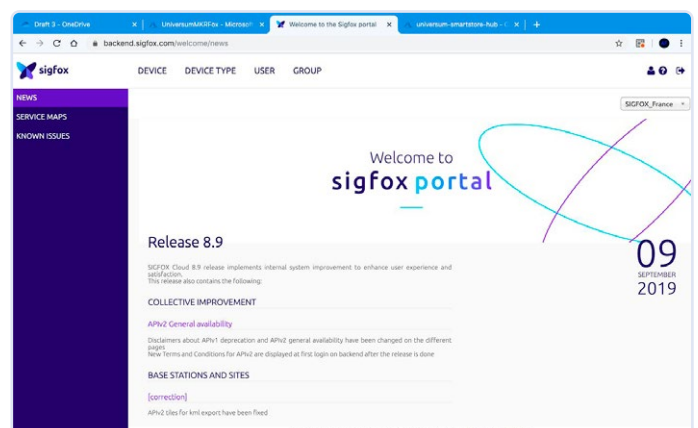 Draft 3 - OneDrive
UniversumMKRFox - Microsof
Welcome to the Sigfox portal
universum-smartstore-hub - C
backend.sigfox.com/welcome/news
sigfox
DEVICE DEVICE TYPE USER GROUP
NEWS
SERVICE MAPS
KNOWN ISSUES
SIGFOX_France
Welcome to
sigfox portal
Release 8.9
09
SEPTEMBER
2019
SIGFOX Cloud 8.9 release implements internal system improvement to enhance user experience and
satisfaction.
This release also contains the following:
COLLECTIVE IMPROVEMENT
APIv2 General availability
Disclaimers about APIv1 deprecation and APIv2 general availability have been changed on the different
pages
New Terms and Conditions for APIv2 are displayed at first login on backend after the release is done
BASE STATIONS AND SITES
[correction]
APIv2 tiles for kml export have been fixed